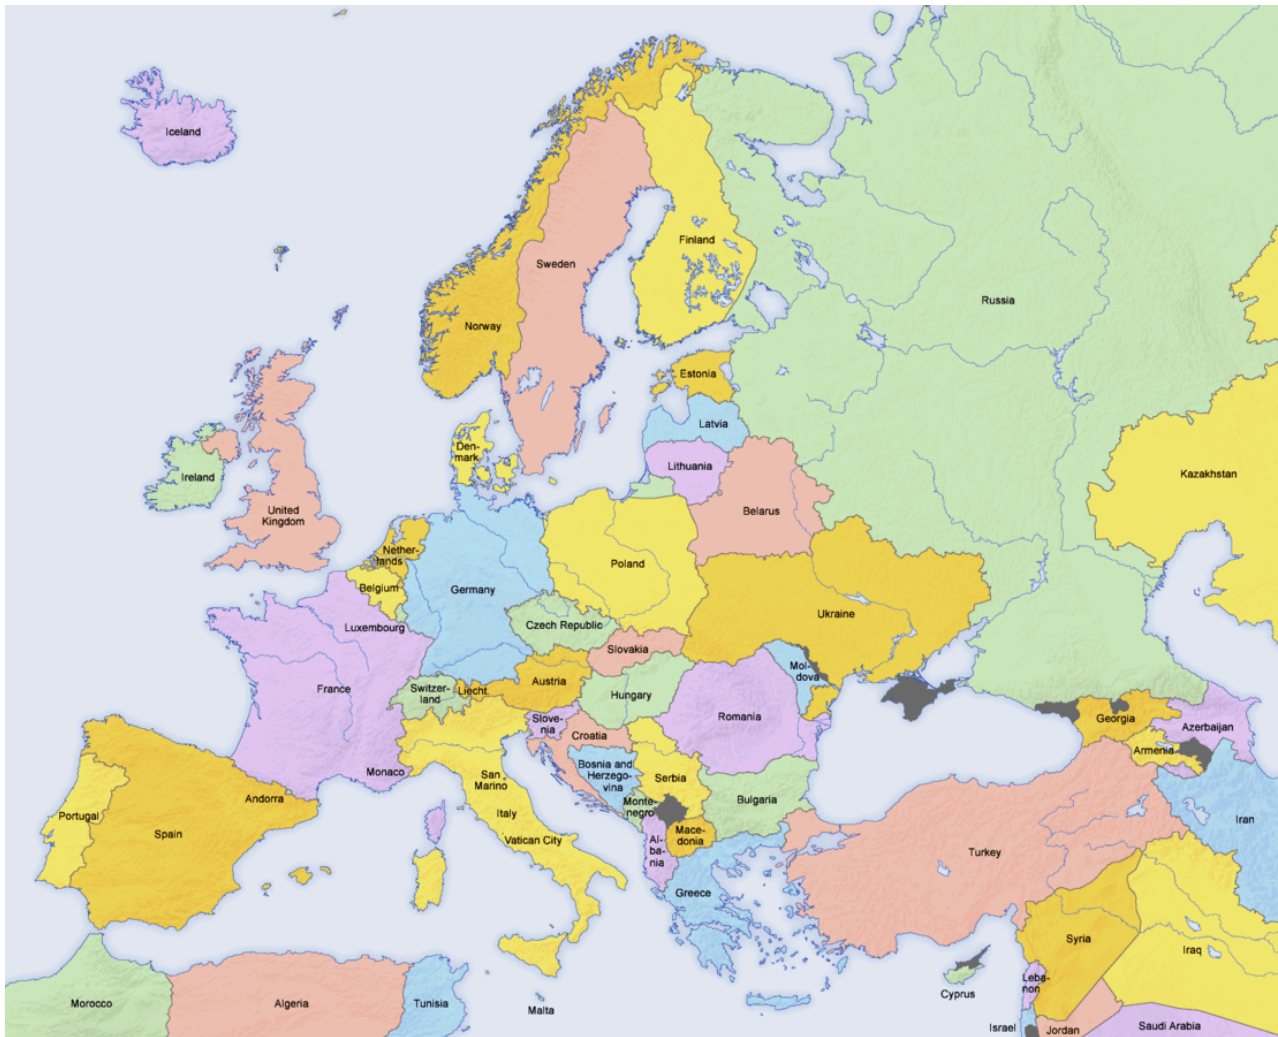 Iceland
Finland
Sweden
Russia
Norway
Estonia
Latvia
Den-
mark
Lithuania
Kazakhstan
Ireland
United
Kingdom
Belarus
Nether-
lands
Poland
Belgium
Germany
Ukraine
Luxembourg
Czech Republic
Slovakia
Mol-
dova
Switzer-
land
Liecht.
Austria
France
Hungary
Romania
Slove-
nia
Georgia
Azerbaijan
Croatia
Armenia
Monaco
San
Marino
Bosnia and
Herzego-
vina
Serbia
Andorra
Monte-
negro
Bulgaria
Portugal
Italy
Iran
Spain
Vatican City
Mace-
donia
Al-
ba-
nia
Turkey
Greece
Syria
Iraq
Leba-
non
Cyprus
Morocco
Algeria
Tunisia
Malta
Israel
Jordan
Saudi Arabia